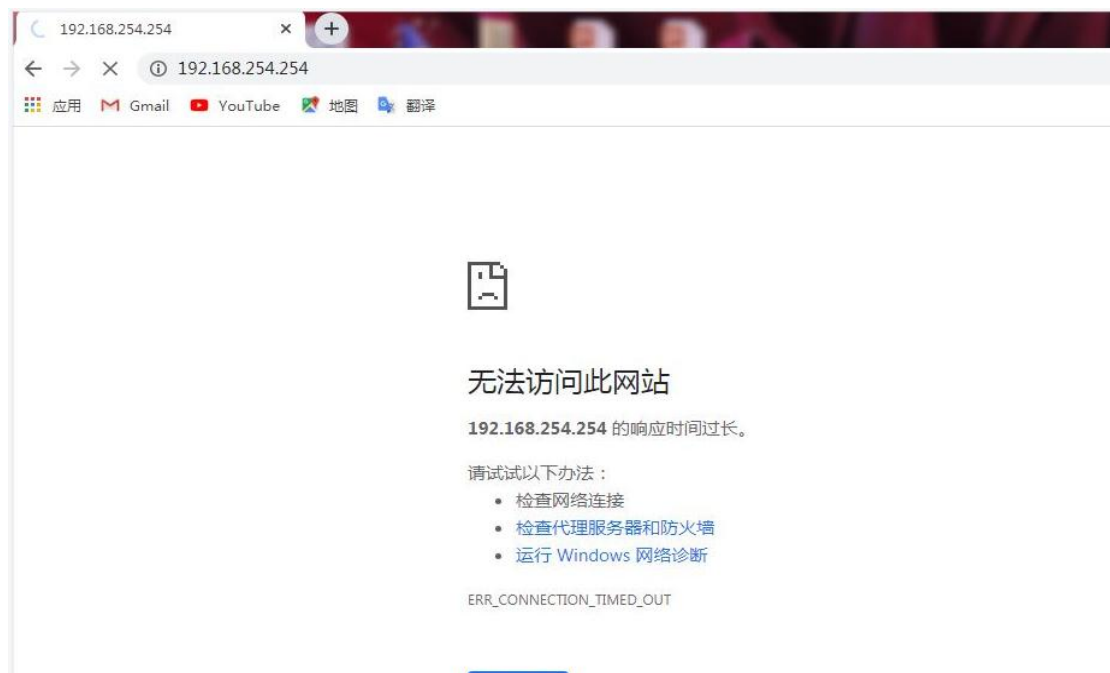 192.168.254.254
192.168.254.254
应用 Gmail YouTube 地图 翻译
无法访问此网站
192.168.254.254 的响应时间过长。
请试试以下办法：
检查网络连接
检查代理服务器和防火墙
运行 Windows 网络诊断
ERR_CONNECTION_TIMED_OUT